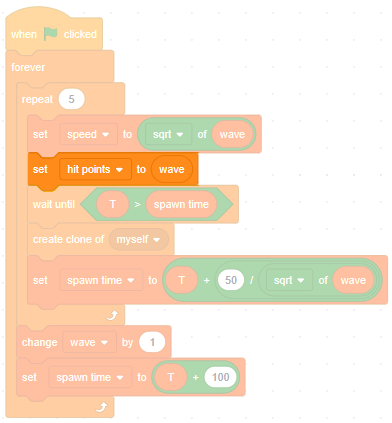 when clicked
forever
repeat 5
set speed to sqrt of wave
set hit points to wave
wait until T > spawn time
create clone of myself
set spawn time to T + 50 / sqrt of wave
change wave by 1
set spawn time to T + 100